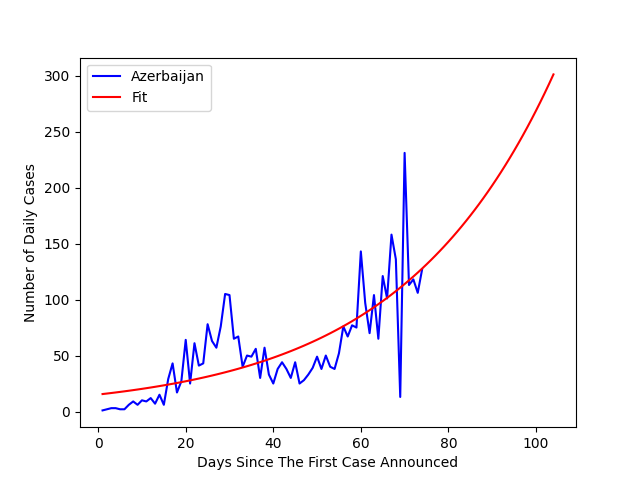 Azerbaijan
Fit
300
250
200
150
100
50
0
Number of Daily Cases
0 20 40 60 80 100
Days Since The First Case Announced